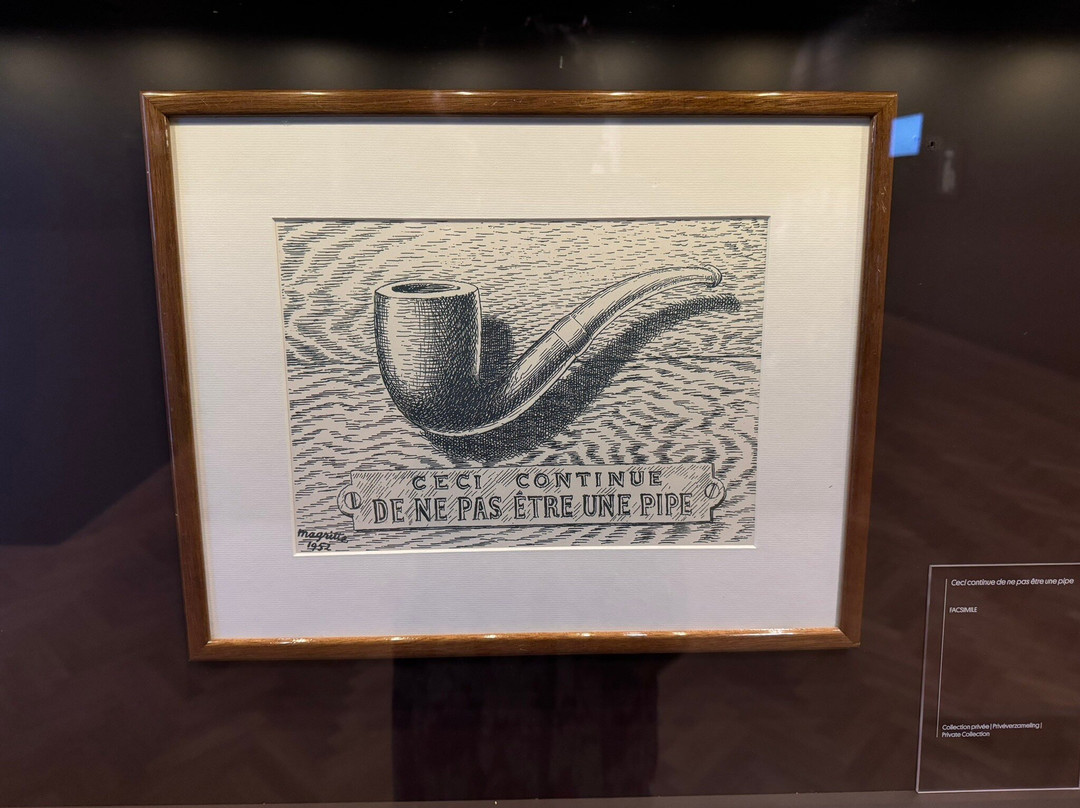 CECI CONTINUE
DE NE PAS ÊTRE UNE PIPE
magritte
1952
Ceci continue de ne pas être une pipe
FACSIMILE
Collection privée | Privéverzameling |
Private Collection